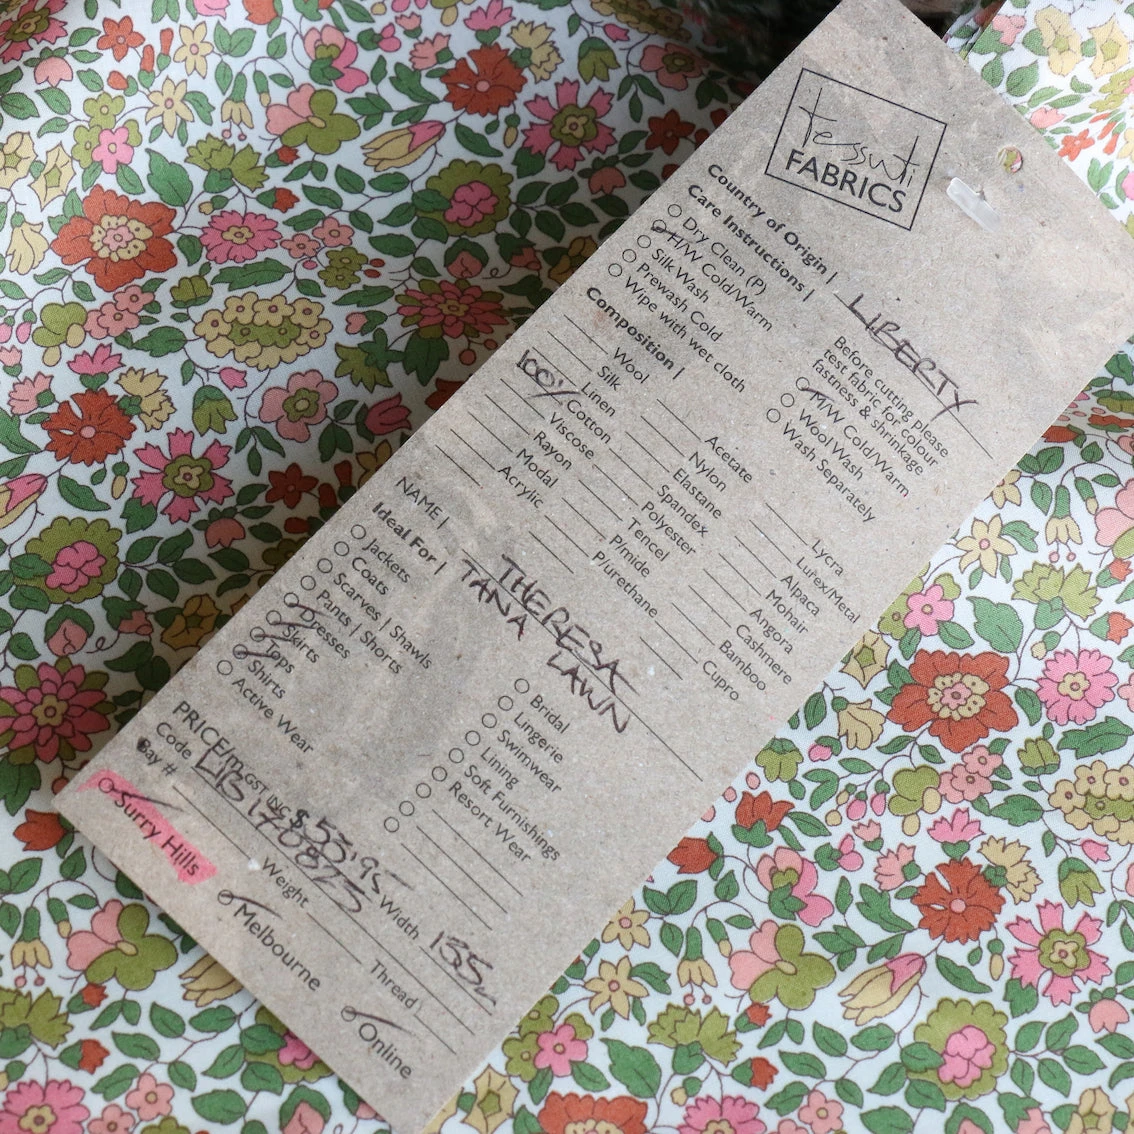 tessuti
FABRICS
Country of Origin | LIBERTY
Care Instructions |
Before cutting please
test fabric for colour
fastness & shrinkage
Dry Clean (P)
H/W Cold/Warm
Silk Wash
Prewash Cold
Wipe with wet cloth
M/W Cold/Warm
Wool Wash
Wash Separately
Composition |
Wool
Silk
Linen
100% Cotton
Viscose
Rayon
Modal
Acrylic
Acetate
Nylon
Elastane
Spandex
Polyester
Tencel
P/mide
P/urethane
Lycra
Lurex/Metal
Alpaca
Mohair
Angora
Cashmere
Bamboo
Cupro
NAME | THERESA
TANA LAWN
Ideal For |
Jackets
Coats
Scarves | Shawls
Pants | Shorts
Dresses
Skirts
Tops
Shirts
Active Wear
Bridal
Lingerie
Swimwear
Lining
Soft Furnishings
Resort Wear
PRICE/m GST INC $ 53.95
Code LIB170825
Width 135
Bay #
Weight
Thread
Surry Hills
Melbourne
Online